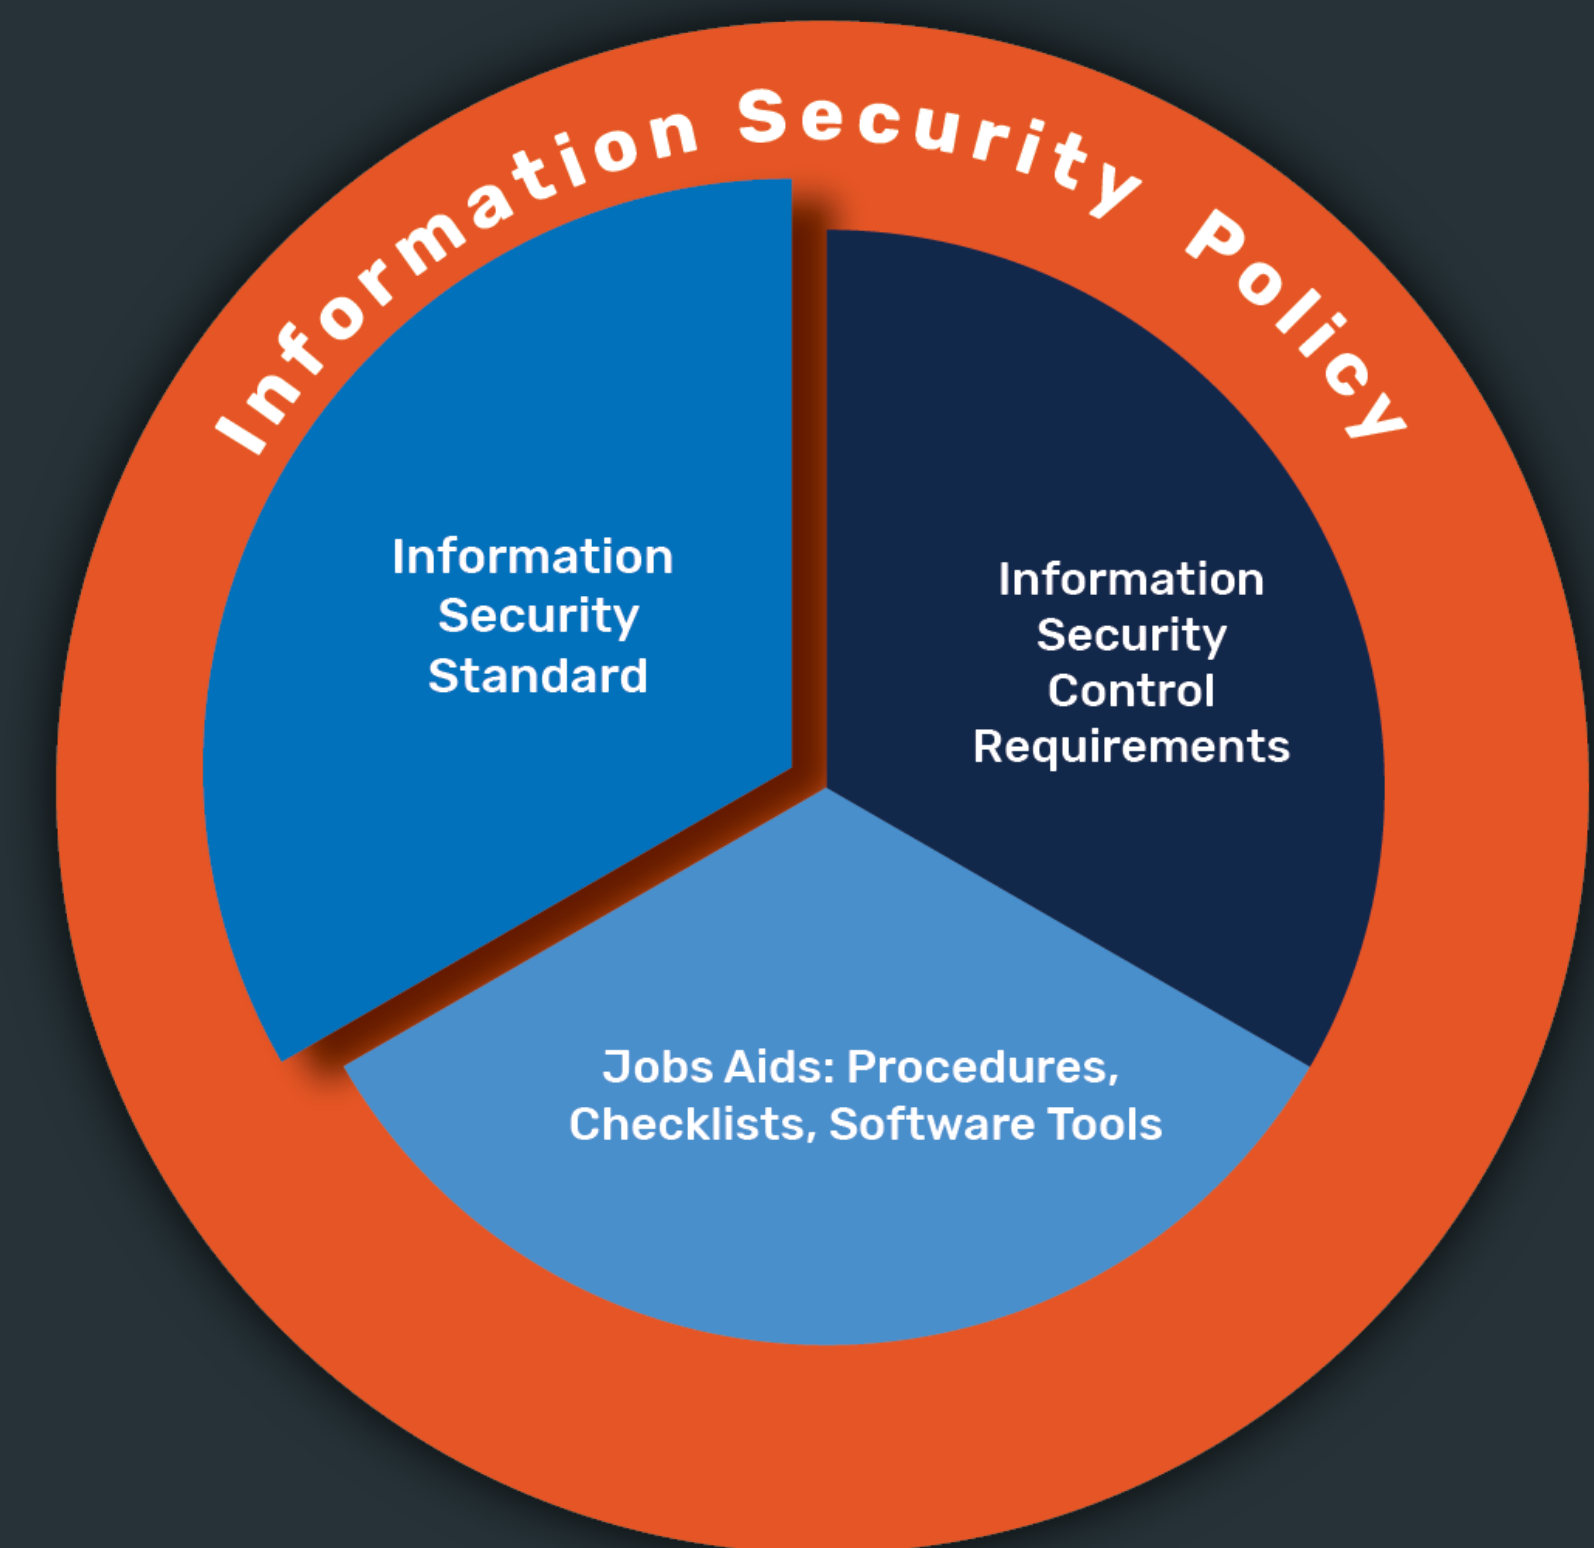 Information Security Policy
Information
Security
Standard
Information
Security
Control
Requirements
Jobs Aids: Procedures,
Checklists, Software Tools